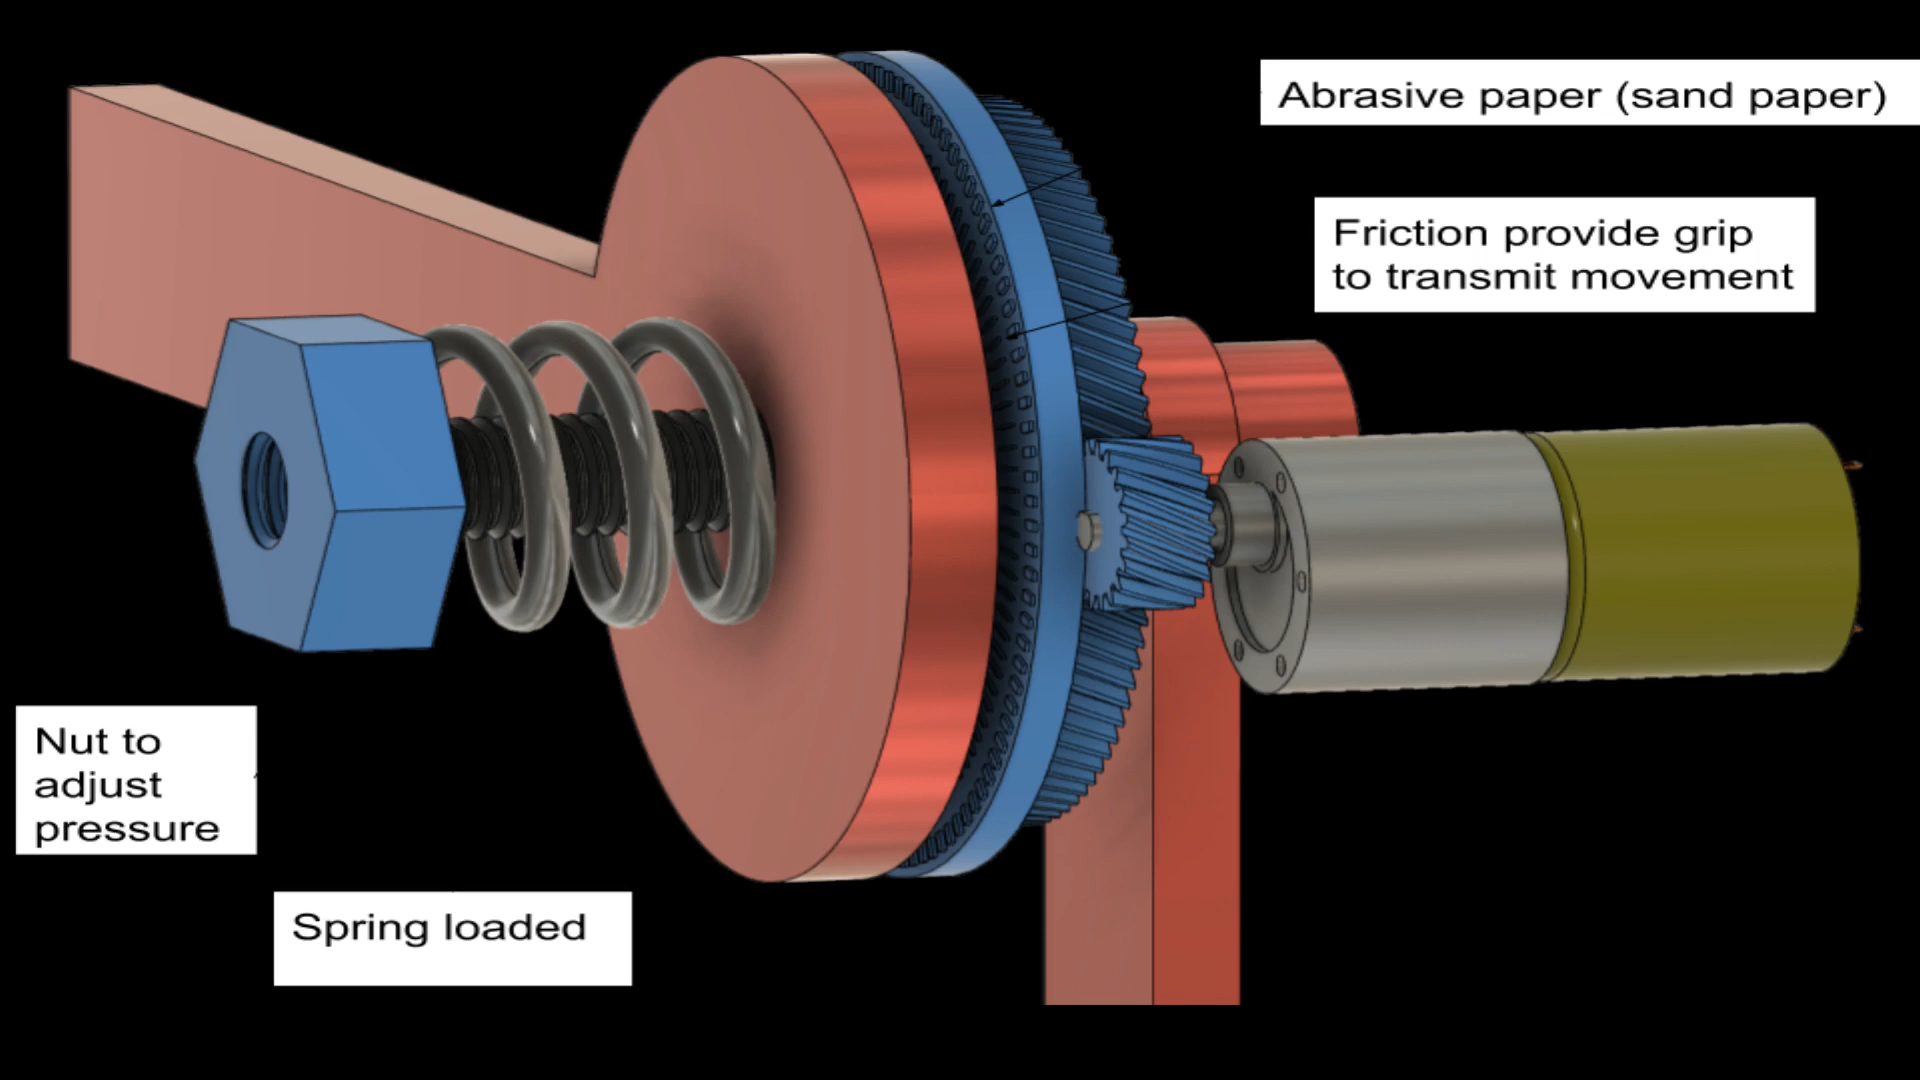 Abrasive paper (sand paper)
Friction provide grip
to transmit movement
Nut to
adjust
pressure
Spring loaded